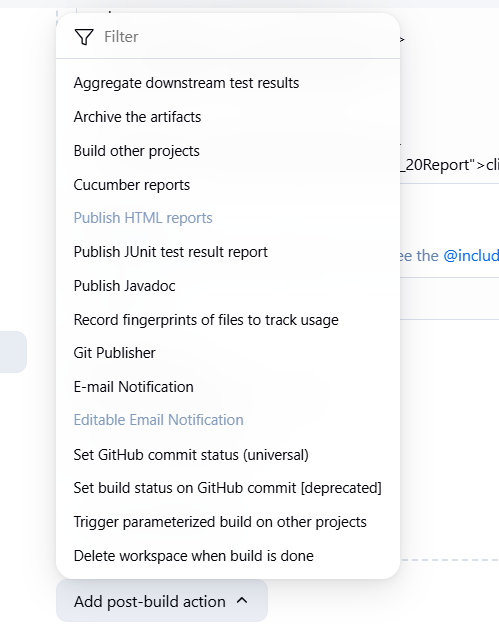 Filter
>
Aggregate downstream test results
Archive the artifacts
Build other projects
_20Report">cli
Cucumber reports
Publish HTML reports
Publish JUnit test result report
ee the @includ
Publish Javadoc
Record fingerprints of files to track usage
Git Publisher
E-mail Notification
Editable Email Notification
Set GitHub commit status (universal)
Set build status on GitHub commit [deprecated]
Trigger parameterized build on other projects
Delete workspace when build is done
Add post-build action